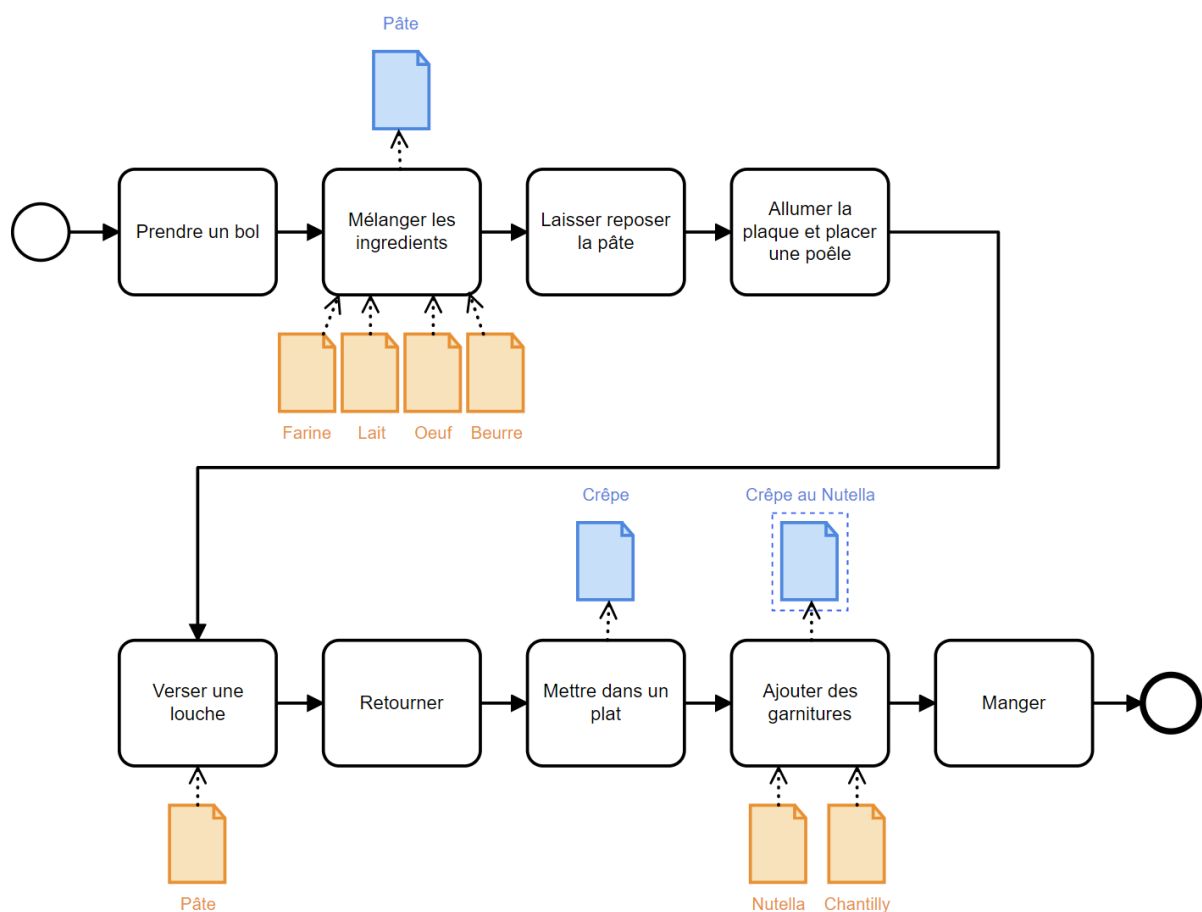 Pâte
Prendre un bol
Mélanger les
ingredients
Laisser reposer
la pâte
Allumer la
plaque et placer
une poêle
Farine
Lait
Oeuf
Beurre
Crêpe
Crêpe au Nutella
Verser une
louche
Retourner
Mettre dans un
plat
Ajouter des
garnitures
Manger
Pâte
Nutella
Chantilly